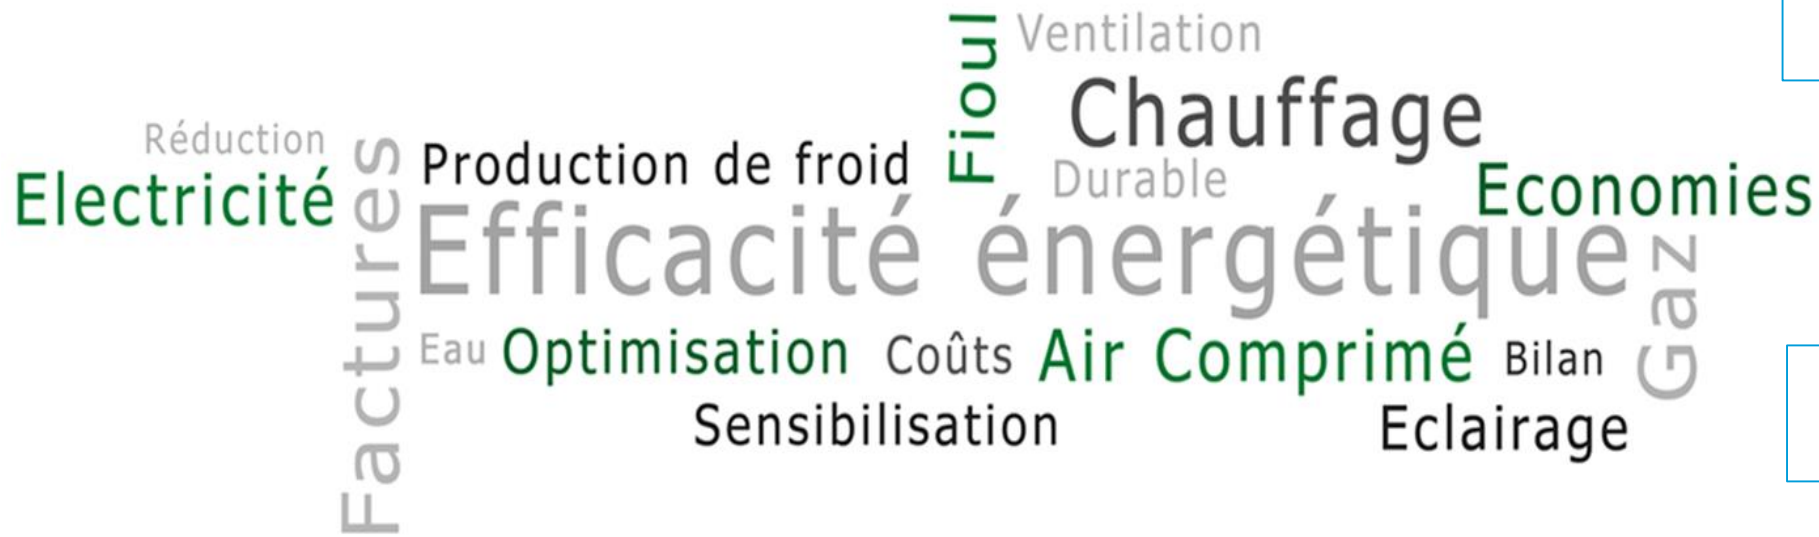 Fioul
Ventilation
Chauffage
Réduction
Electricité
Factures
Production de froid
Durable
Economies
Efficacité énergétique
Gaz
Eau
Optimisation
Coûts
Air Comprimé
Bilan
Sensibilisation
Eclairage